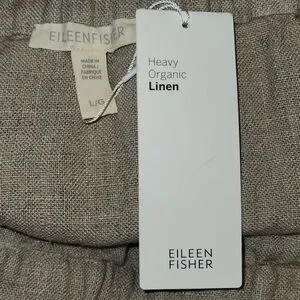 EILEEN FISHER
MADE IN
CHINA /
FABRIQUÉ
EN CHINE
L/G
Heavy
Organic
Linen
EILEEN
FISHER